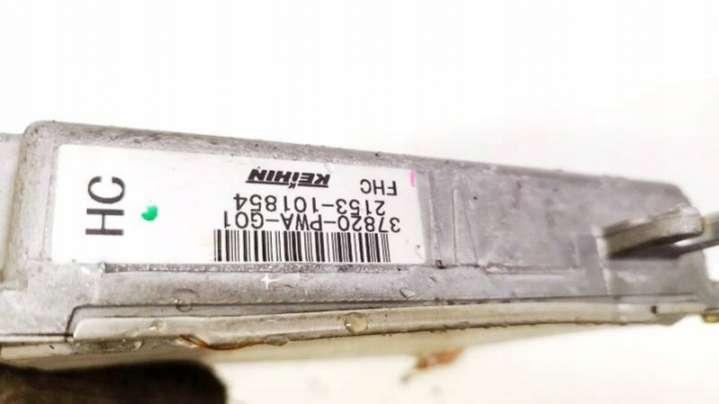 37820-PWA-G01
2153-101854
FHC
KEIHIN
HC